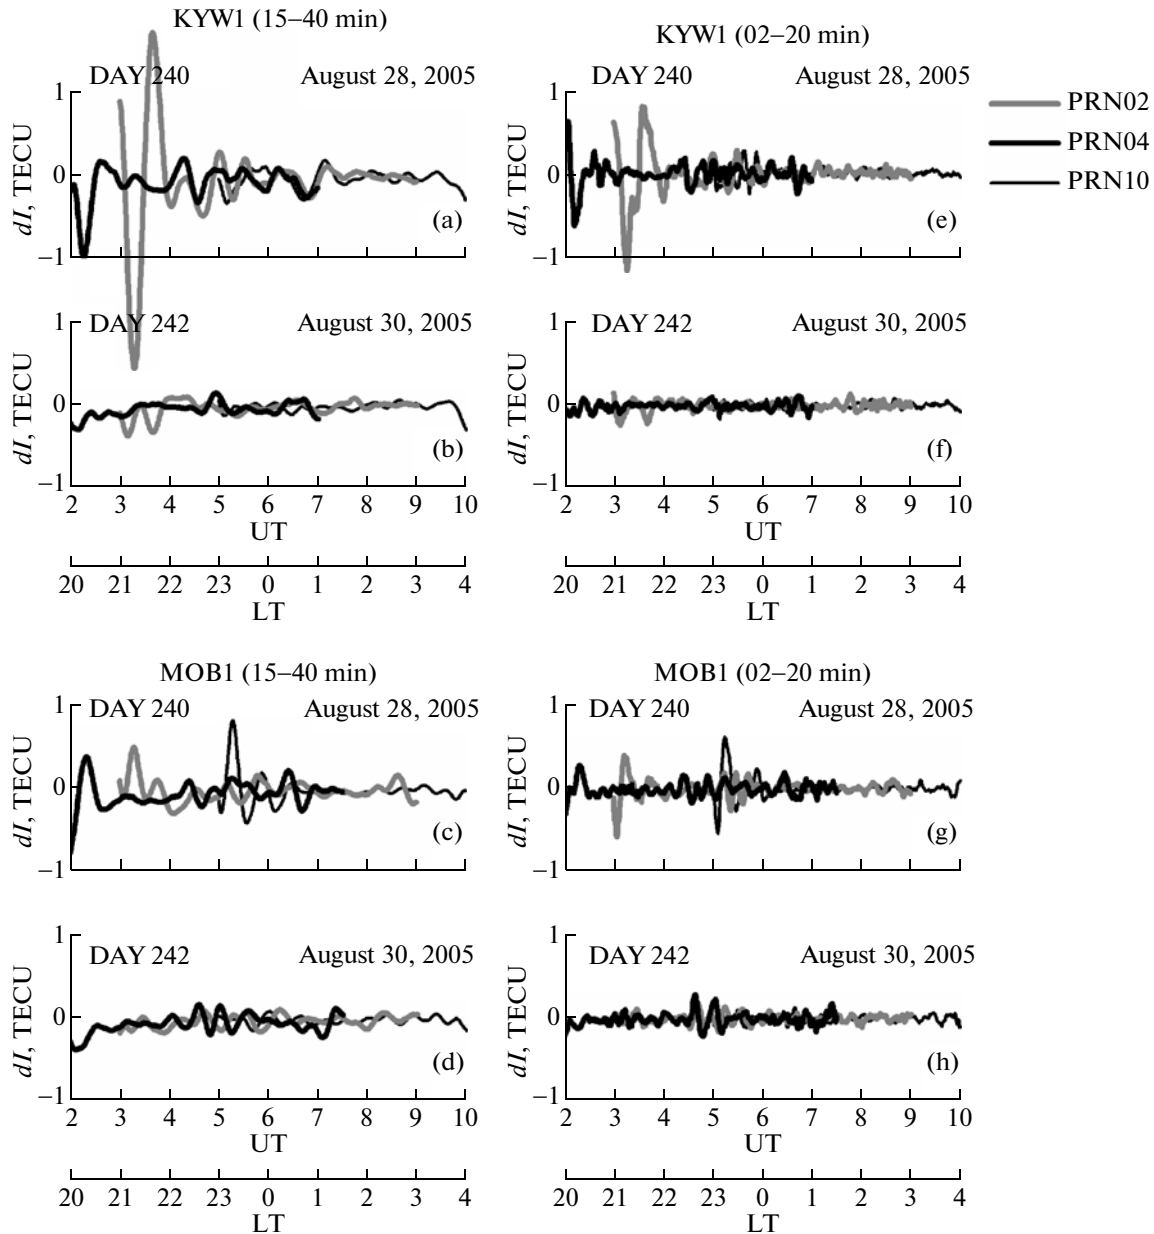 KYW1 (15–40 min)
DAY 240 August 28, 2005
1
0
–1
dI, TECU
(a)
DAY 242 August 30, 2005
1
0
–1
dI, TECU
(b)
2 3 4 5 6 7 8 9 10
UT
20 21 22 23 0 1 2 3 4
LT
KYW1 (02–20 min)
DAY 240 August 28, 2005
1
0
–1
dI, TECU
(e)
DAY 242 August 30, 2005
1
0
–1
dI, TECU
(f)
2 3 4 5 6 7 8 9 10
UT
20 21 22 23 0 1 2 3 4
LT
PRN02
PRN04
PRN10
MOB1 (15–40 min)
DAY 240 August 28, 2005
1
0
–1
dI, TECU
(c)
DAY 242 August 30, 2005
1
0
–1
dI, TECU
(d)
2 3 4 5 6 7 8 9 10
UT
20 21 22 23 0 1 2 3 4
LT
MOB1 (02–20 min)
DAY 240 August 28, 2005
1
0
–1
dI, TECU
(g)
DAY 242 August 30, 2005
1
0
–1
dI, TECU
(h)
2 3 4 5 6 7 8 9 10
UT
20 21 22 23 0 1 2 3 4
LT